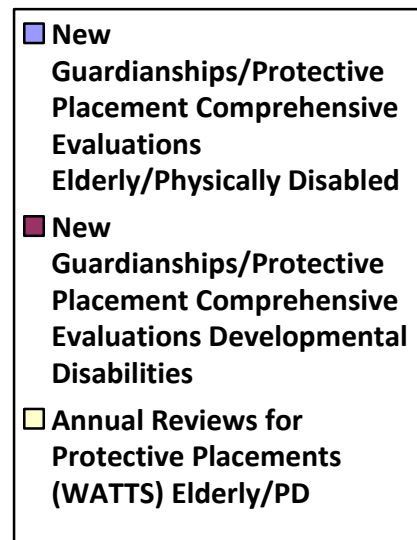 New
Guardianships/Protective
Placement Comprehensive
Evaluations
Elderly/Physically Disabled
New
Guardianships/Protective
Placement Comprehensive
Evaluations Developmental
Disabilities
Annual Reviews for
Protective Placements
(WATTS) Elderly/PD